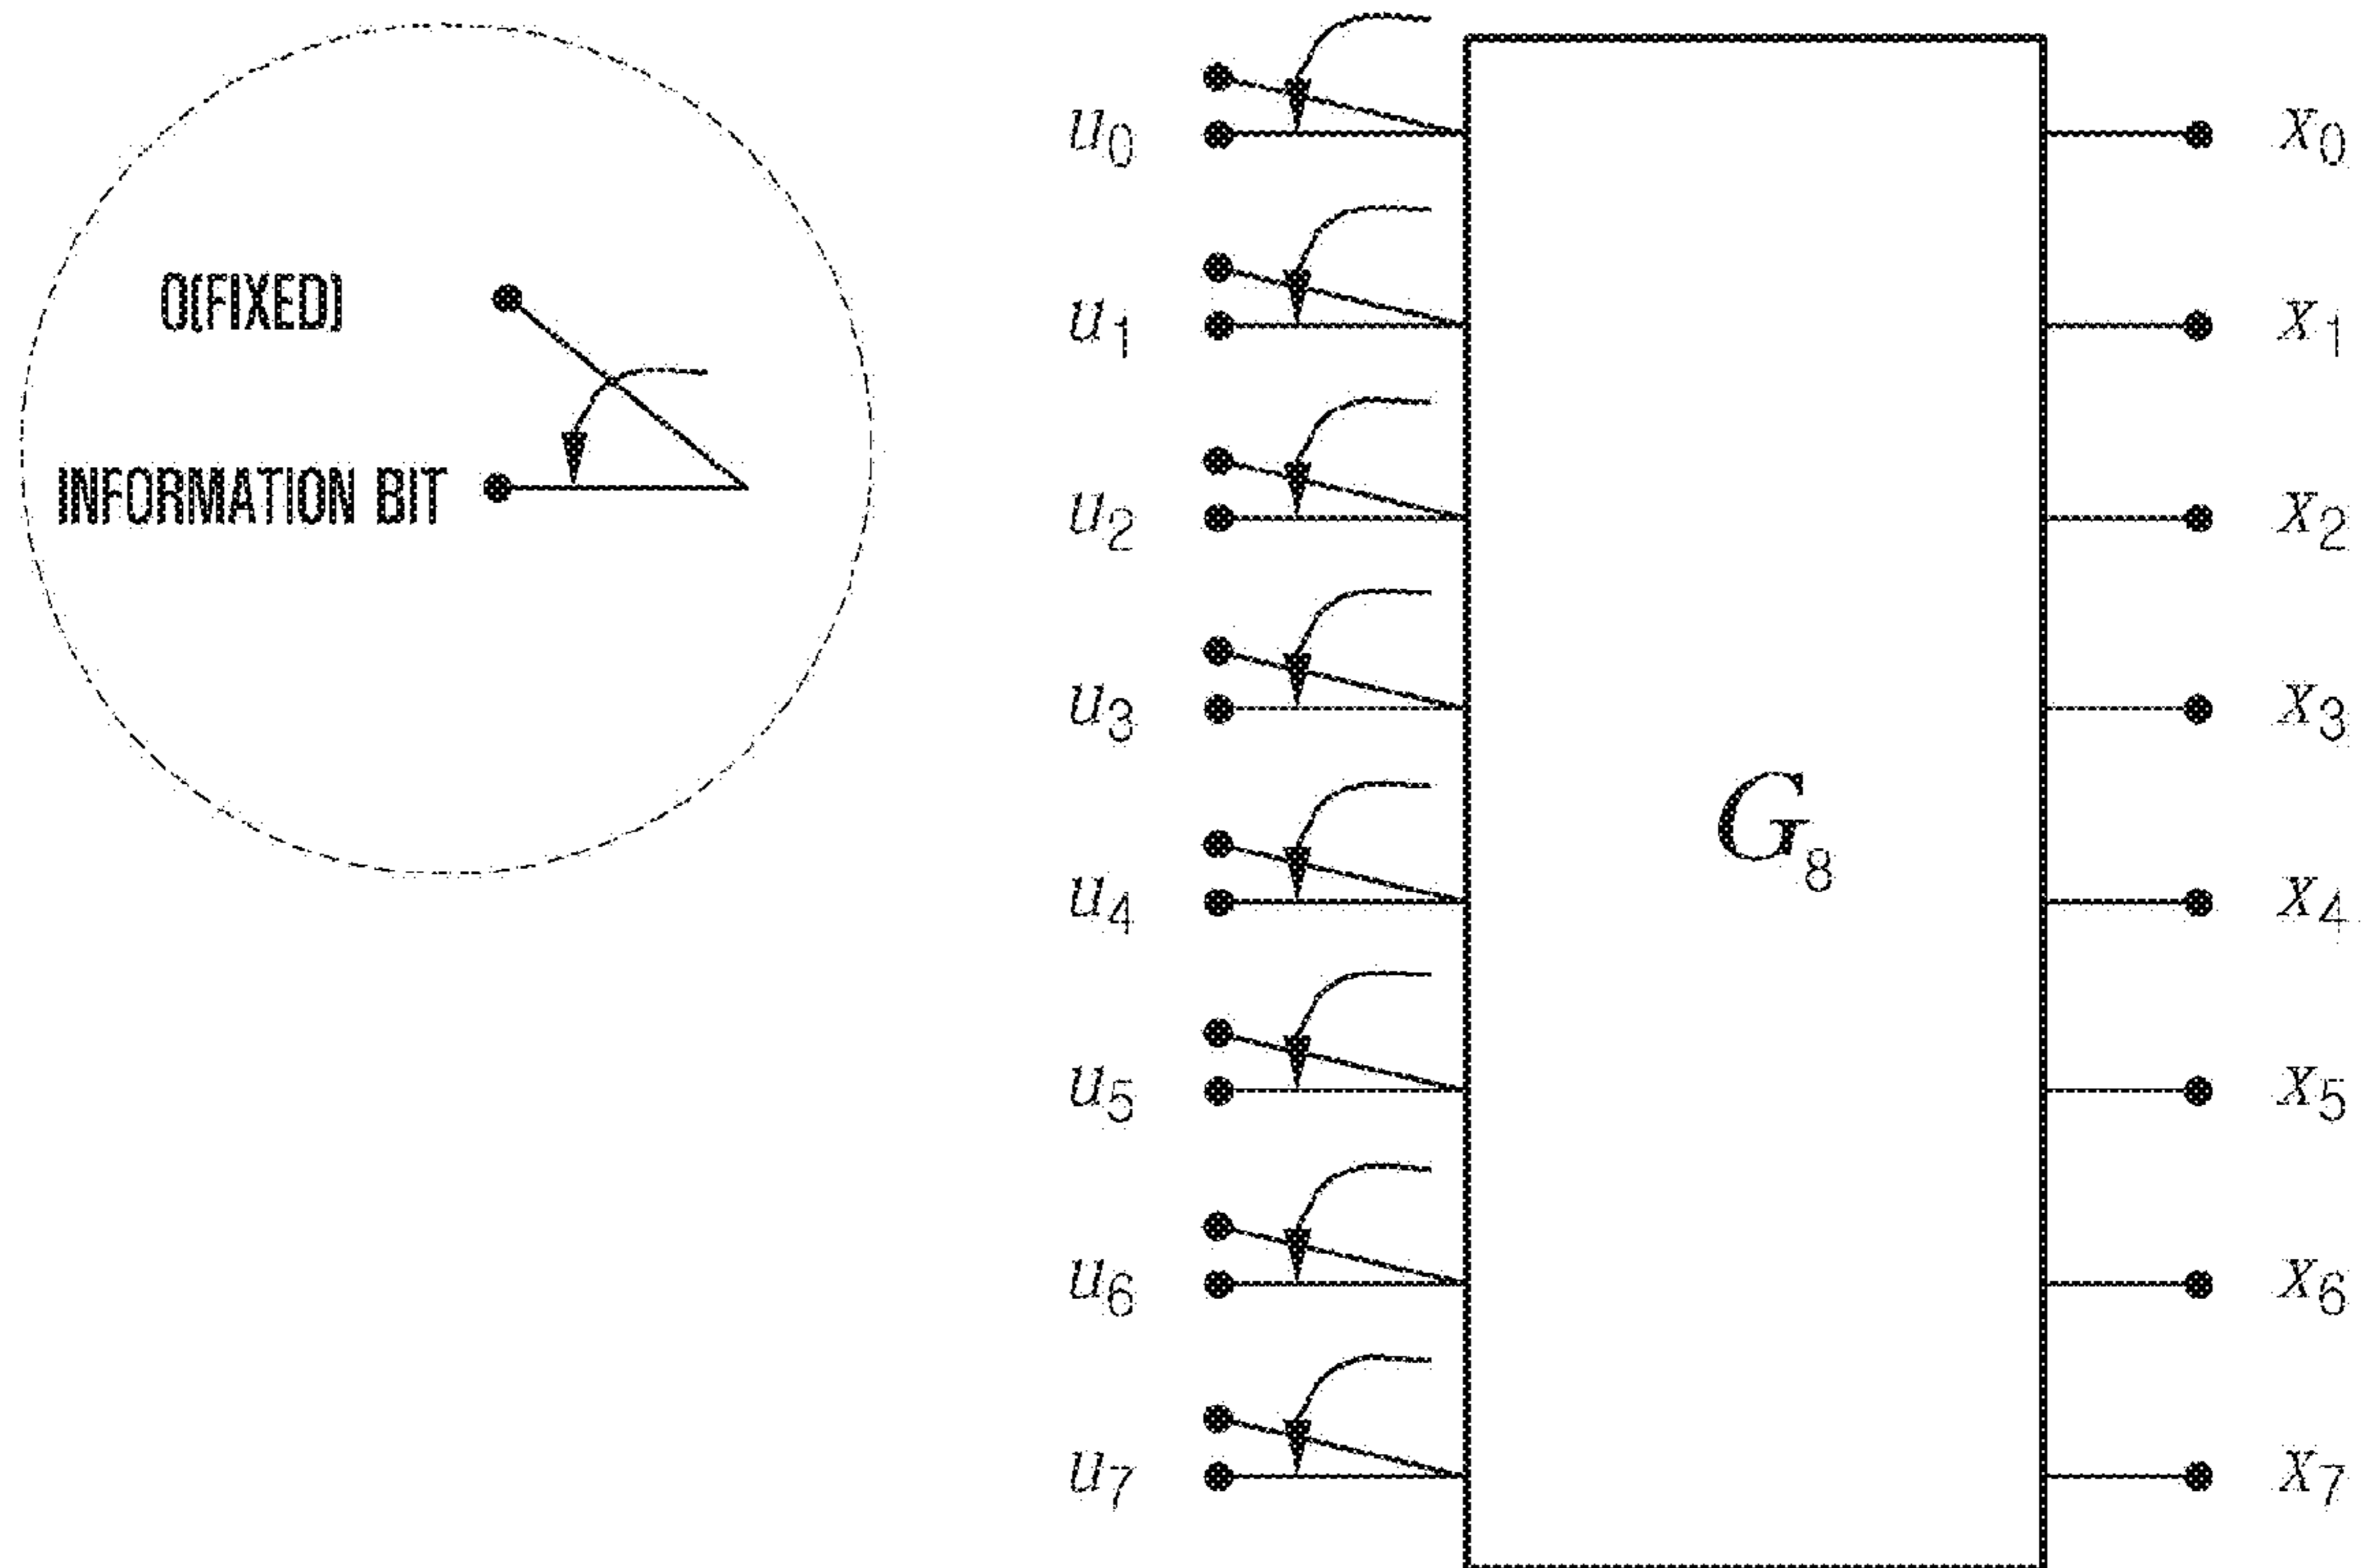 0(FIXED)
INFORMATION BIT
u0
u1
u2
u3
u4
u5
u6
u7
G8
x0
x1
x2
x3
x4
x5
x6
x7